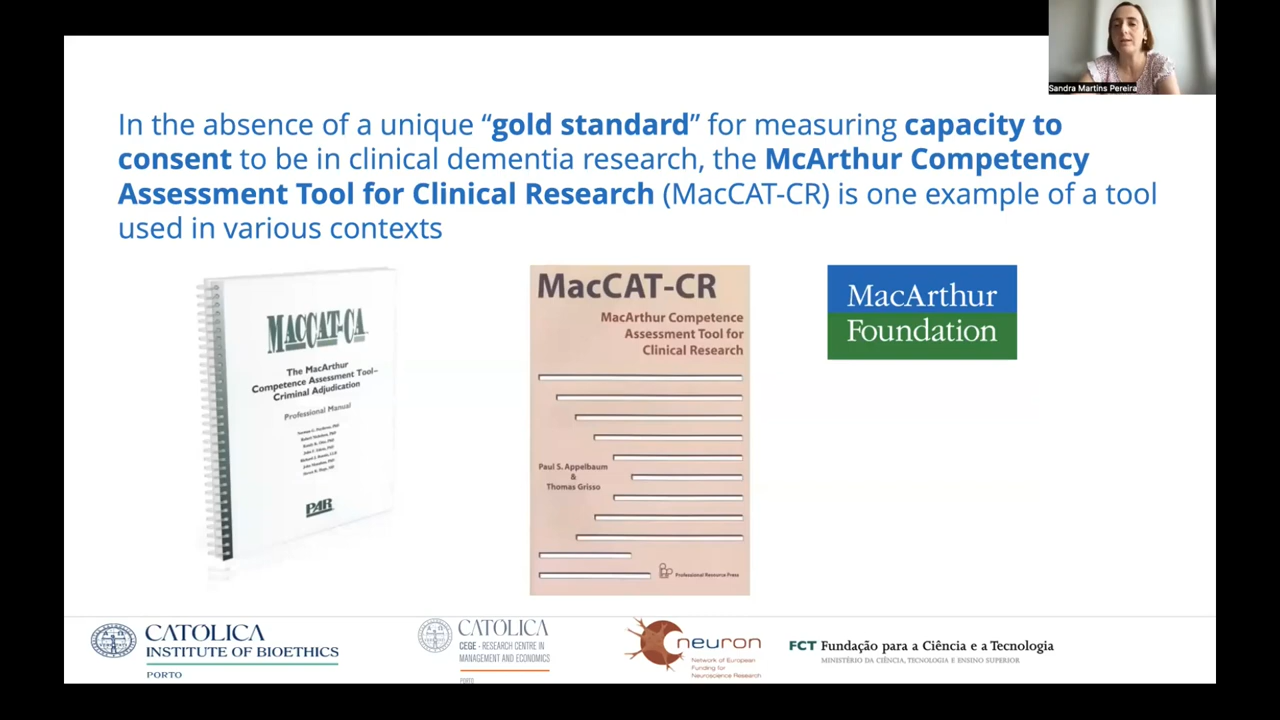 Sandra Martins Pereira
In the absence of a unique “gold standard” for measuring capacity to
consent to be in clinical dementia research, the McArthur Competency
Assessment Tool for Clinical Research (MacCAT-CR) is one example of a tool
used in various contexts
MACCAT-CA
The MacArthur
Competence Assessment Tool–
Criminal Adjudication
Professional Manual
PAR
MacCAT-CR
MacArthur Competence
Assessment Tool for
Clinical Research
Paul S. Appelbaum
&
Thomas Grisso
Professional Resource Press
MacArthur
Foundation
CATOLICA
INSTITUTE OF BIOETHICS
PORTO
CATOLICA
CEGE - RESEARCH CENTRE IN
MANAGEMENT AND ECONOMICS
PORTO
neuron
Network of European
Funding for
Neuroscience Research
FCT Fundação para a Ciência e a Tecnologia
MINISTÉRIO DA CIÊNCIA, TECNOLOGIA E ENSINO SUPERIOR